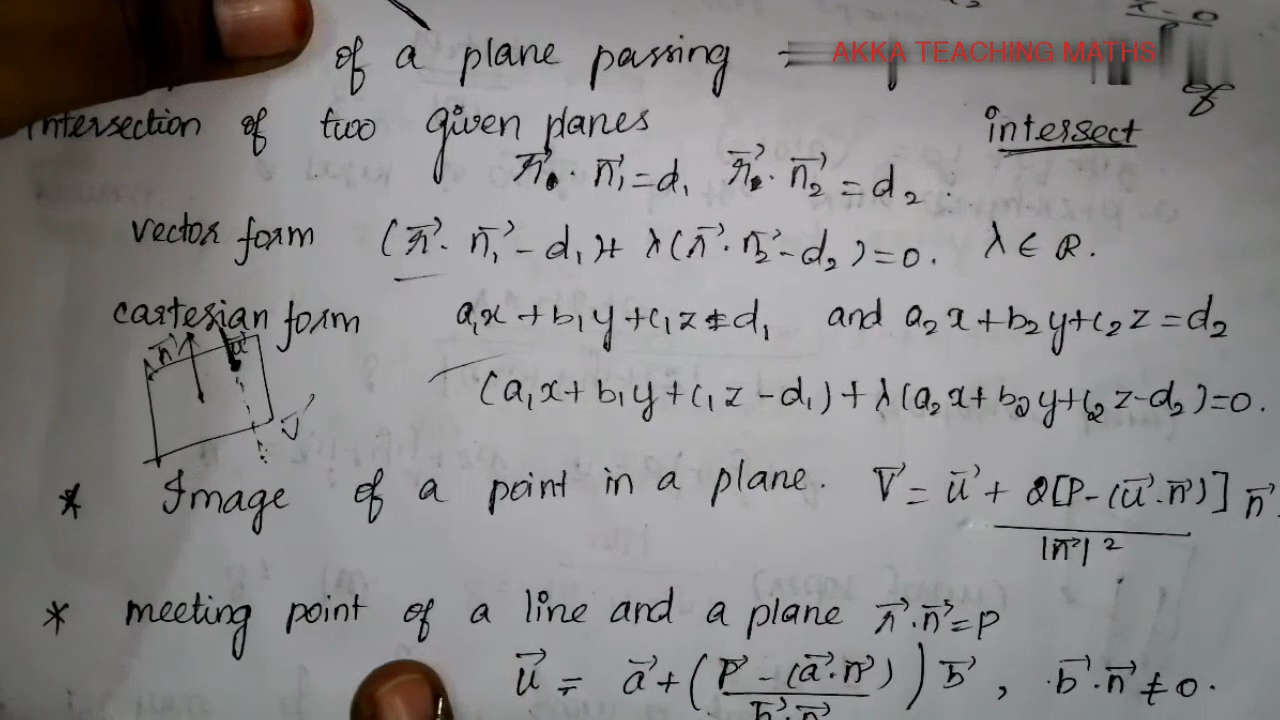 of a plane passing
AKKA TEACHING MATHS
of
intersection of two given planes
intersect
r⃗ · n⃗₁ = d₁ r⃗ · n⃗₂ = d₂ .
vector form (r⃗ · n⃗₁ - d₁) + λ(r⃗ · n⃗₂ - d₂) = 0. λ ∈ R.
cartesian form a₁x + b₁y + c₁z = d₁ and a₂x + b₂y + c₂z = d₂
n⃗ u⃗
(a₁x + b₁y + c₁z - d₁) + λ(a₂x + b₂y + c₂z - d₂) = 0.
v⃗
* Image of a point in a plane. v⃗ = u⃗ + 2[P - (u⃗ · n⃗)] / |n⃗|² n⃗.
* meeting point of a line and a plane r⃗ · n⃗ = P
u⃗ = a⃗ + (P - (a⃗ · n⃗) / b⃗ · n⃗) b⃗ , b⃗ · n⃗ ≠ 0.